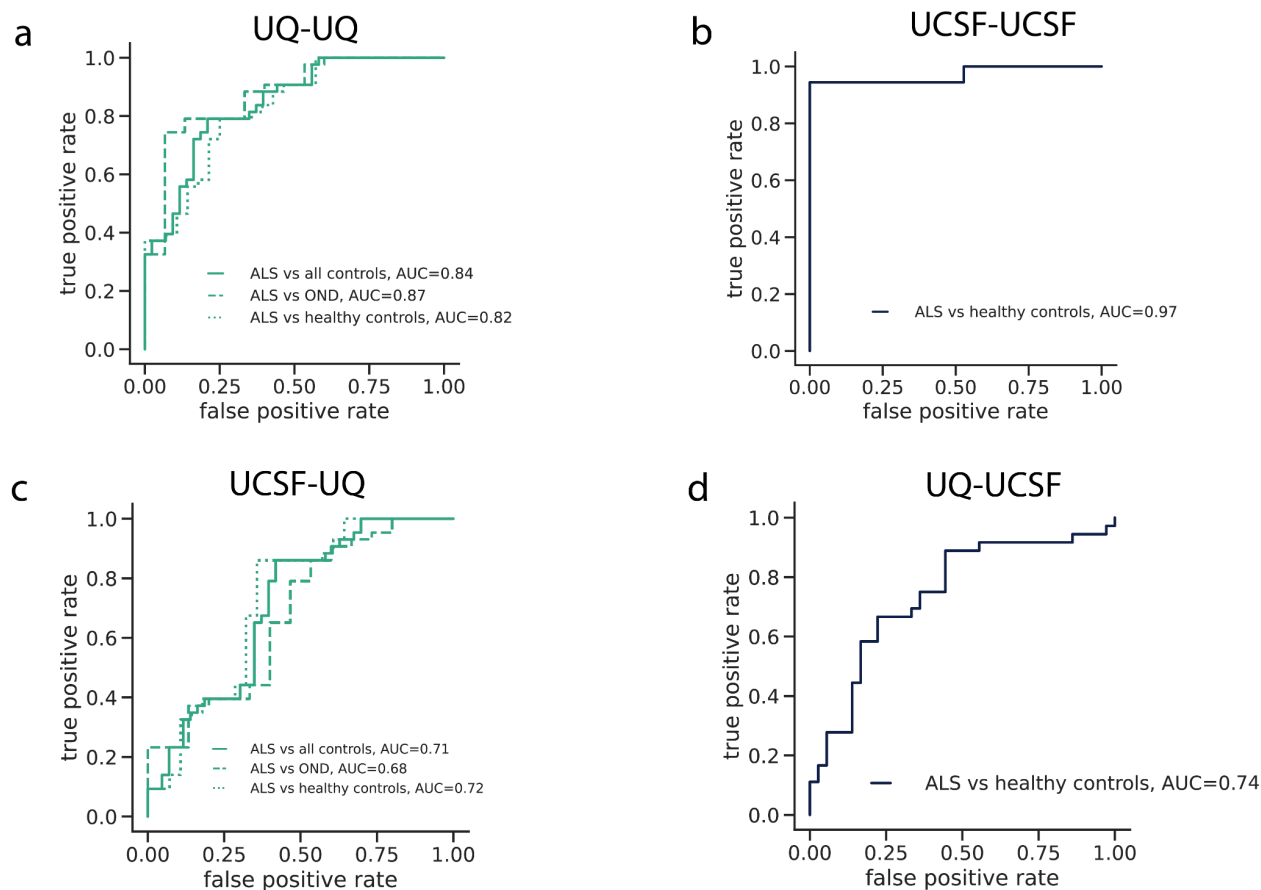 a
UQ-UQ
true positive rate
1.0
0.8
0.6
0.4
0.2
0.0
ALS vs all controls, AUC=0.84
ALS vs OND, AUC=0.87
ALS vs healthy controls, AUC=0.82
0.00 0.25 0.50 0.75 1.00
false positive rate
b
UCSF-UCSF
true positive rate
1.0
0.8
0.6
0.4
0.2
0.0
ALS vs healthy controls, AUC=0.97
0.00 0.25 0.50 0.75 1.00
false positive rate
c
UCSF-UQ
true positive rate
1.0
0.8
0.6
0.4
0.2
0.0
ALS vs all controls, AUC=0.71
ALS vs OND, AUC=0.68
ALS vs healthy controls, AUC=0.72
0.00 0.25 0.50 0.75 1.00
false positive rate
d
UQ-UCSF
true positive rate
1.0
0.8
0.6
0.4
0.2
0.0
ALS vs healthy controls, AUC=0.74
0.00 0.25 0.50 0.75 1.00
false positive rate